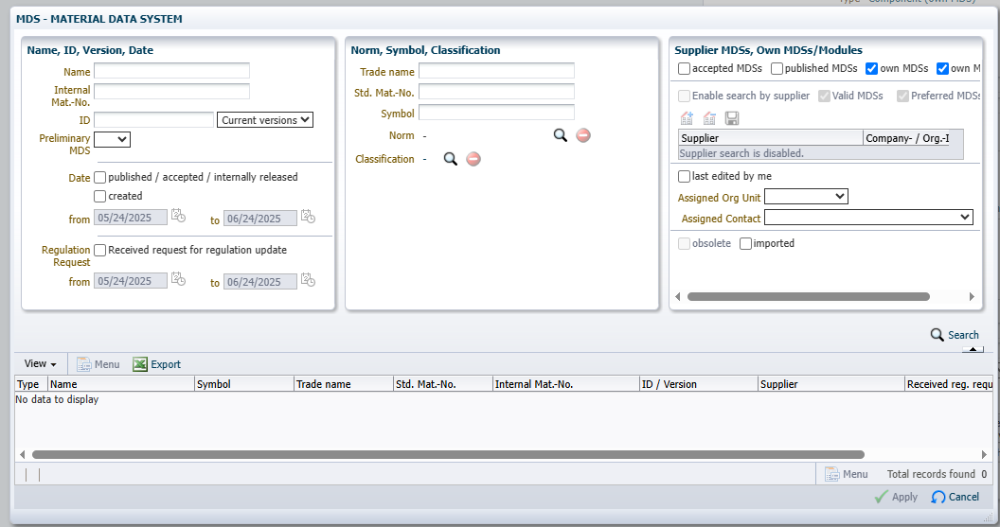 Type - Component (own MDS)
MDS - MATERIAL DATA SYSTEM
Name, ID, Version, Date
Name
Internal
Mat.-No.
ID
Current versions
Preliminary
MDS
Date
published / accepted / internally released
created
from 05/24/2025 to 06/24/2025
Regulation
Request
Received request for regulation update
from 05/24/2025 to 06/24/2025
Norm, Symbol, Classification
Trade name
Std. Mat.-No.
Symbol
Norm -
Classification -
Supplier MDSs, Own MDSs/Modules
accepted MDSs published MDSs own MDSs own M
Enable search by supplier Valid MDSs Preferred MDSs
Supplier Company- / Org.-I
Supplier search is disabled.
last edited by me
Assigned Org Unit
Assigned Contact
obsolete imported
Search
View Menu Export
Type Name Symbol Trade name Std. Mat.-No. Internal Mat.-No. ID / Version Supplier Received reg. requ
No data to display
Menu Total records found 0
Apply Cancel